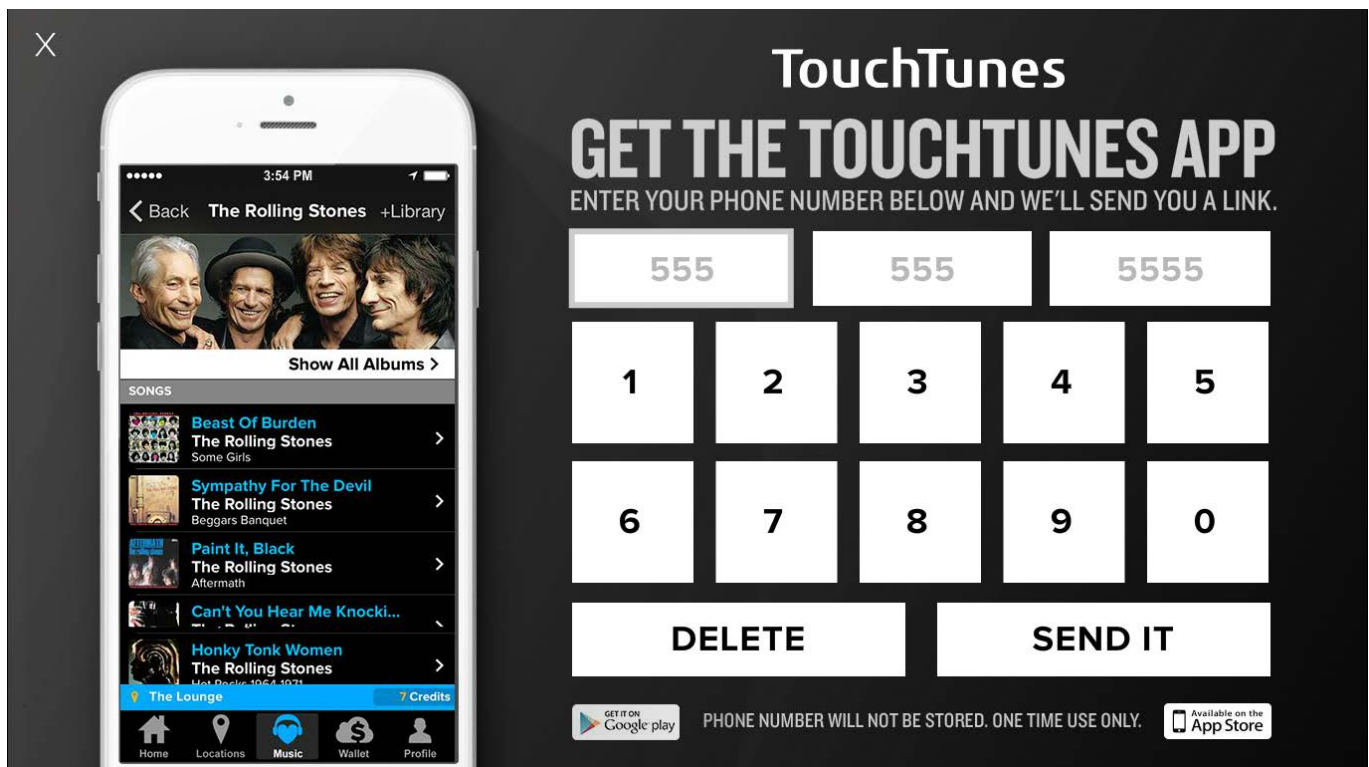 X
3:54 PM
Back The Rolling Stones +Library
Show All Albums >
SONGS
Beast Of Burden
The Rolling Stones
Some Girls
Sympathy For The Devil
The Rolling Stones
Beggars Banquet
Paint It, Black
The Rolling Stones
Aftermath
Can't You Hear Me Knocki...
Honky Tonk Women
The Rolling Stones
Hot Rocks 1964-1971
The Lounge 7 Credits
Home Locations Music Wallet Profile
TouchTunes
GET THE TOUCHTUNES APP
ENTER YOUR PHONE NUMBER BELOW AND WE'LL SEND YOU A LINK.
555 555 5555
1 2 3 4 5
6 7 8 9 0
DELETE SEND IT
GET IT ON
Google play
PHONE NUMBER WILL NOT BE STORED. ONE TIME USE ONLY.
Available on the
App Store